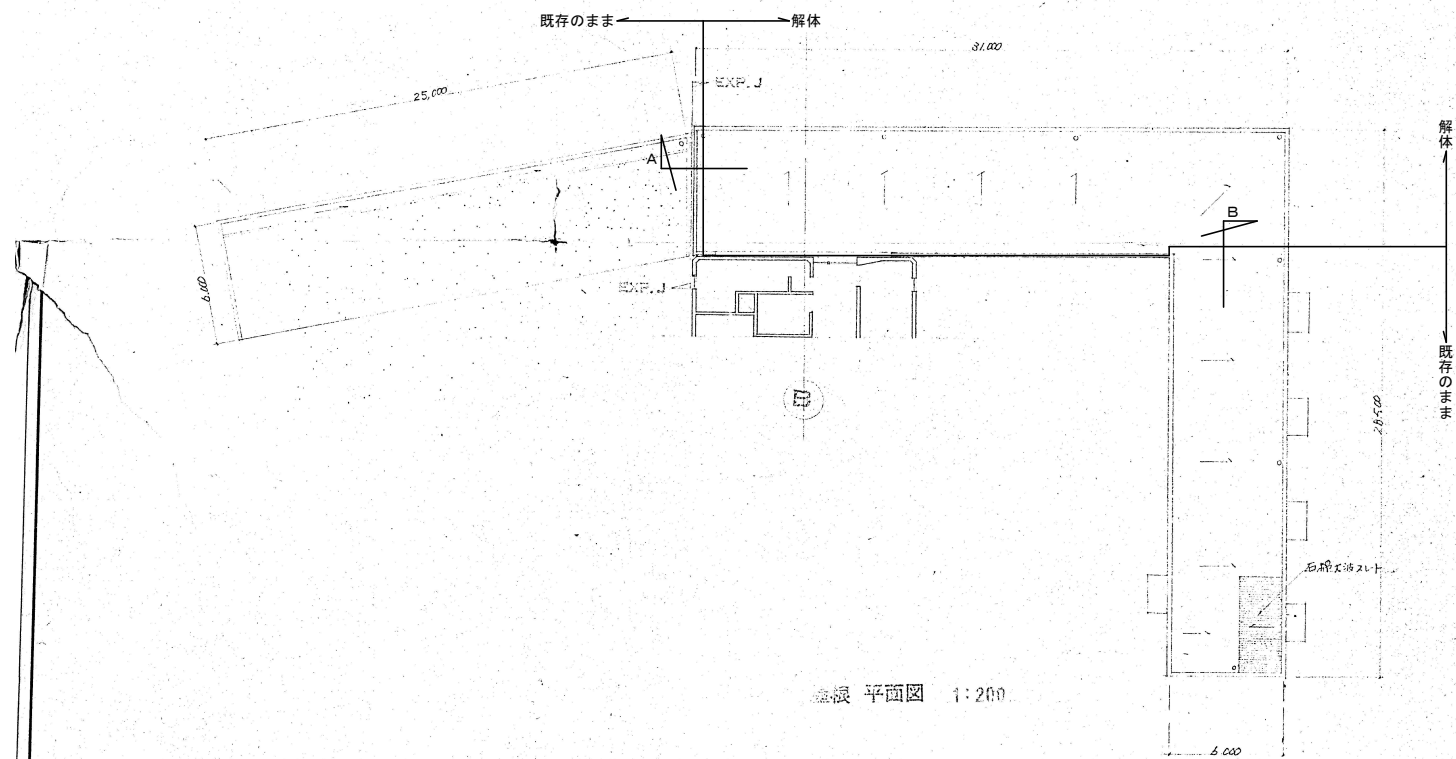 既存のまま
解体
31,000
EXP.J
25,000
A
解体
B
6,000
EXP.J
既存のまま
28,500
石綿大波スレート
屋根 平面図 1:200
6,000